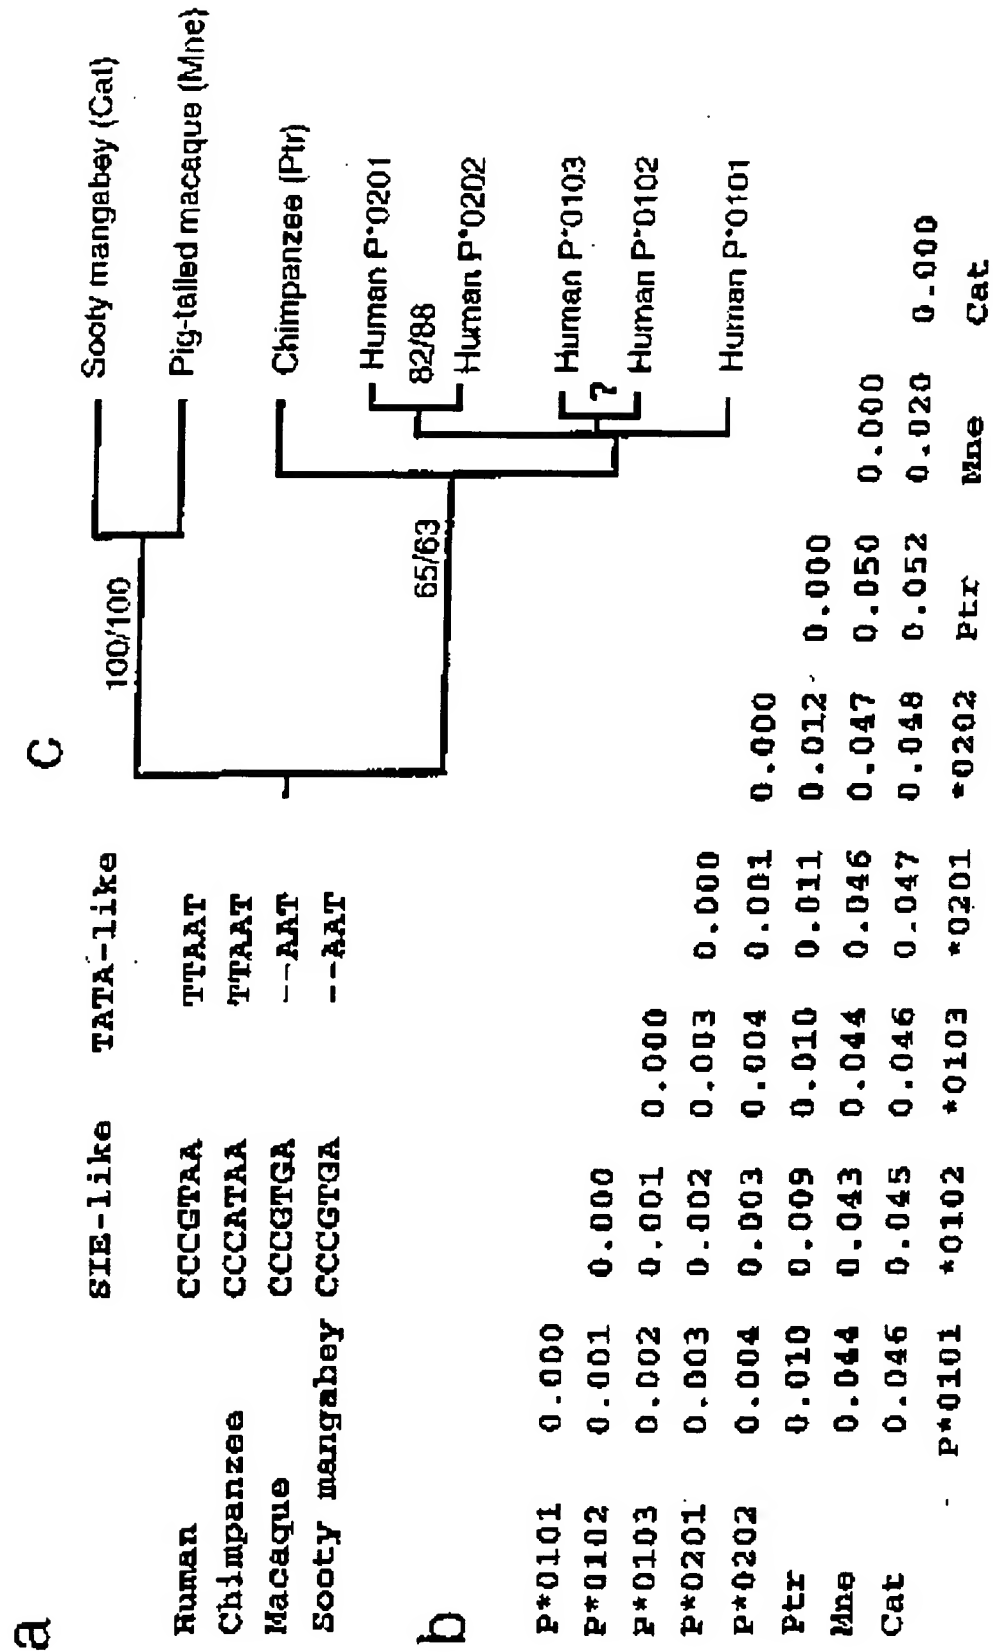 a
SIE-like TATA-like
Human CCCGTAA TTAAT
Chimpanzee CCCATAA TTAAT
Macaque CCCGTGA --AAT
Sooty mangabey CCCGTGA --AAT
b
P*0101 0.000
P*0102 0.001 0.000
P*0103 0.002 0.001 0.000
P*0201 0.003 0.002 0.003 0.000
P*0202 0.004 0.003 0.004 0.001 0.000
Ptr 0.010 0.009 0.010 0.011 0.012 0.000
Mne 0.044 0.043 0.044 0.046 0.047 0.050 0.000
Cat 0.046 0.045 0.046 0.047 0.048 0.052 0.020 0.000
P*0101 *0102 *0103 *0201 *0202 Ptr Mne Cat
c
Sooty mangabey (Cat)
100/100
Pig-tailed macaque (Mne)
Chimpanzee (Ptr)
65/63
Human P*0201
82/88
Human P*0202
Human P*0103
?
Human P*0102
Human P*0101